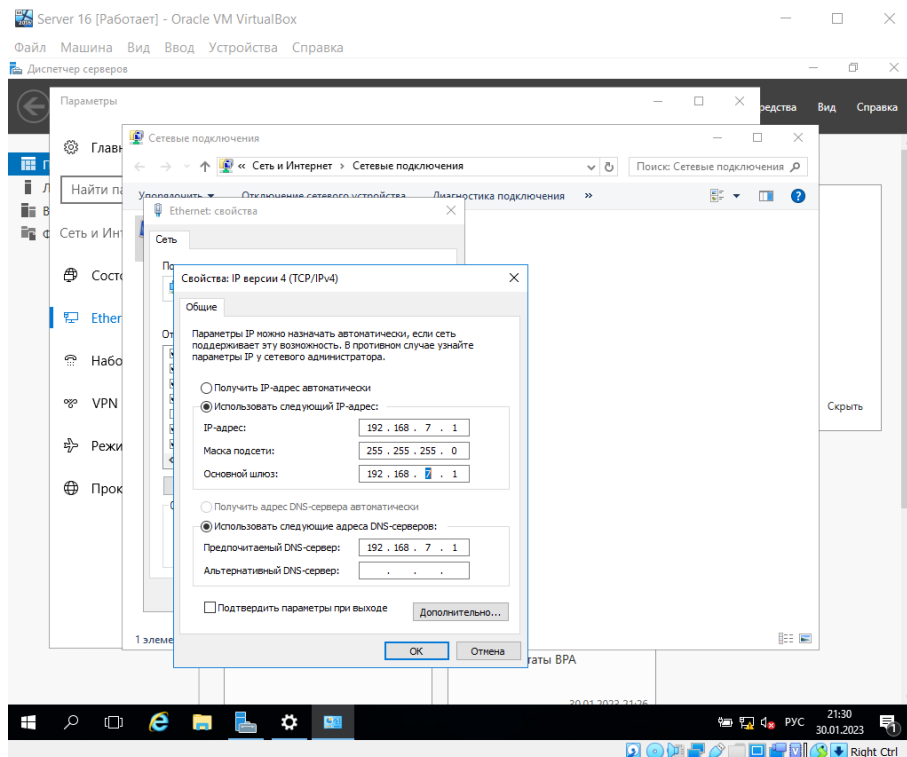 Server 16 [Работает] - Oracle VM VirtualBox
Файл Машина Вид Ввод Устройства Справка
Диспетчер серверов
Параметры
редства Вид Справка
Сетевые подключения
Главн
« Сеть и Интернет › Сетевые подключения
Поиск: Сетевые подключения
Найти па
Упорядочить Отключение сетевого устройства Диагностика подключения »
Ethernet: свойства
Сеть и Инт
Сеть
Состо
Ether
Набо
VPN
Режи
Прок
Скрыть
Свойства: IP версии 4 (TCP/IPv4)
Общие
Параметры IP можно назначать автоматически, если сеть
поддерживает эту возможность. В противном случае узнайте
параметры IP у сетевого администратора.
Получить IP-адрес автоматически
Использовать следующий IP-адрес:
IP-адрес: 192 . 168 . 7 . 1
Маска подсети: 255 . 255 . 255 . 0
Основной шлюз: 192 . 168 . 7 . 1
Получить адрес DNS-сервера автоматически
Использовать следующие адреса DNS-серверов:
Предпочитаемый DNS-сервер: 192 . 168 . 7 . 1
Альтернативный DNS-сервер: . . .
Подтвердить параметры при выходе
Дополнительно...
ОК Отмена
1 элеме
таты BPA
30.01.2023 21:26
РУС
21:30
30.01.2023
1
Right Ctrl